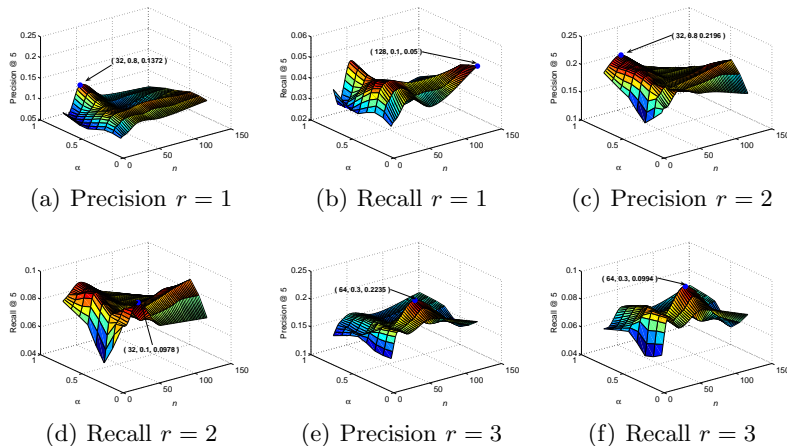 0.25
0.2
0.15
0.1
0.05
1
0.5
0
0
50
100
150
Precision @ 5
α
n
( 32, 0.8, 0.1372 )
(a) Precision r = 1
0.06
0.05
0.04
0.03
0.02
1
0.5
0
0
50
100
150
Recall @ 5
α
n
( 128, 0.1, 0.05 )
(b) Recall r = 1
0.25
0.2
0.15
0.1
1
0.5
0
0
50
100
150
Precision @ 5
α
n
( 32, 0.8 0.2196 )
(c) Precision r = 2
0.1
0.08
0.06
0.04
1
0.5
0
0
50
100
150
Recall @ 5
α
n
( 32, 0.1, 0.0978 )
(d) Recall r = 2
0.25
0.2
0.15
0.1
1
0.5
0
0
50
100
150
Precision @ 5
α
n
( 64, 0.3, 0.2235 )
(e) Precision r = 3
0.1
0.08
0.06
0.04
1
0.5
0
0
50
100
150
Recall @ 5
α
n
( 64, 0.3, 0.0994 )
(f) Recall r = 3